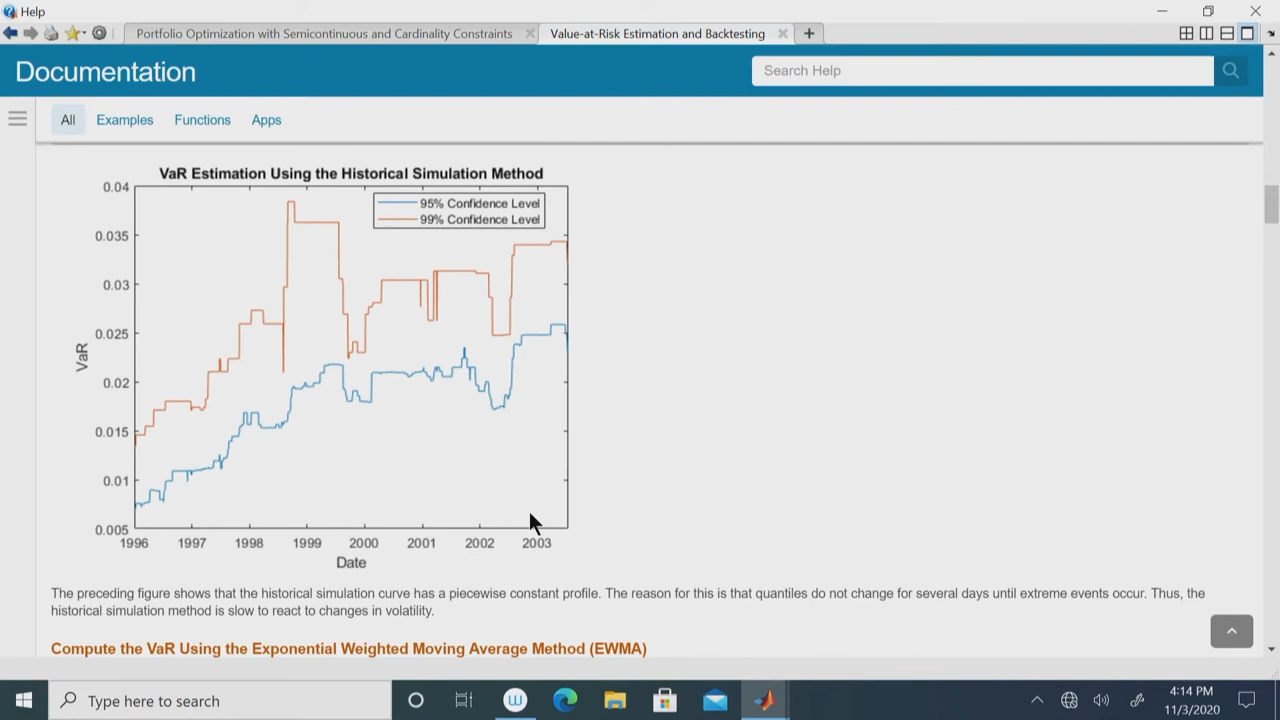 Help
Portfolio Optimization with Semicontinuous and Cardinality Constraints
Value-at-Risk Estimation and Backtesting
Documentation
Search Help
All
Examples
Functions
Apps
VaR Estimation Using the Historical Simulation Method
0.04
0.035
0.03
0.025
0.02
0.015
0.01
0.005
VaR
95% Confidence Level
99% Confidence Level
1996 1997 1998 1999 2000 2001 2002 2003
Date
The preceding figure shows that the historical simulation curve has a piecewise constant profile. The reason for this is that quantiles do not change for several days until extreme events occur. Thus, the
historical simulation method is slow to react to changes in volatility.
Compute the VaR Using the Exponential Weighted Moving Average Method (EWMA)
Type here to search
4:14 PM
11/3/2020